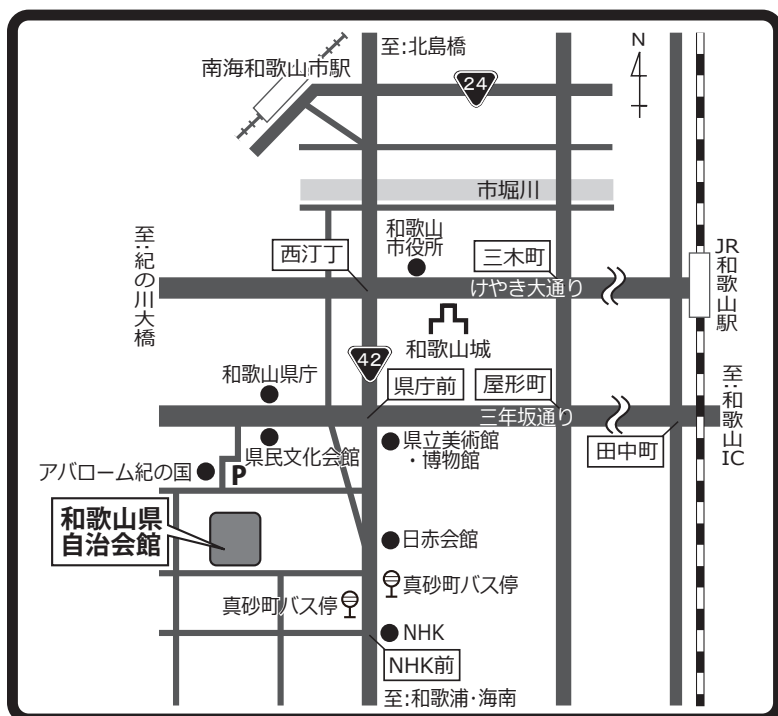 至:北島橋
N
南海和歌山市駅
24
市堀川
和歌山
市役所
西汀丁
三木町
至:紀の川大橋
けやき大通り
JR和歌山駅
和歌山城
42
和歌山県庁
県庁前
屋形町
至:和歌山IC
三年坂通り
県民文化会館
県立美術館
・博物館
田中町
アバローム紀の国
P
和歌山県
自治会館
日赤会館
真砂町バス停
真砂町バス停
NHK
NHK前
至:和歌浦・海南